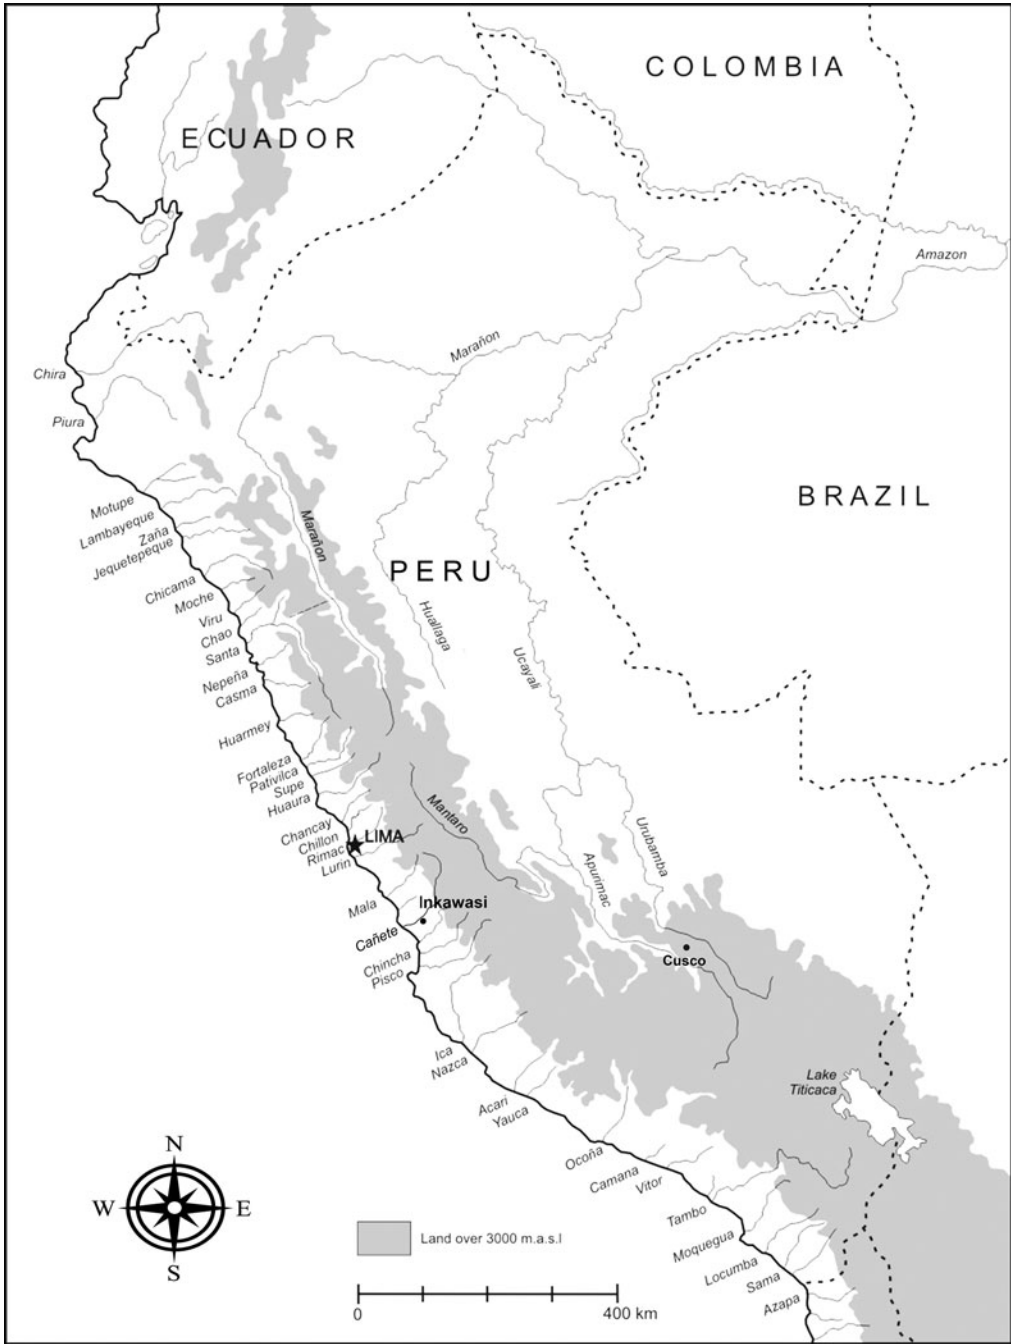 COLOMBIA
ECUADOR
Amazon
Marañon
Chira
Piura
BRAZIL
Motupe
Lambayeque
Zaña
Jequetepeque
Marañon
PERU
Chicama
Moche
Viru
Chao
Santa
Huallaga
Ucayali
Nepeña
Casma
Huarmey
Fortaleza
Pativilca
Supe
Huaura
Mantaro
Chancay
Chillon
Rimac
Lurin
LIMA
Urubamba
Apurimac
Mala
Inkawasi
Cañete
Chincha
Pisco
Cusco
Ica
Nazca
Lake
Titicaca
Acari
Yauca
Ocoña
Camana
Vitor
Tambo
Moquegua
Locumba
Sama
Azapa
N
W
E
S
Land over 3000 m.a.s.l
0
400 km